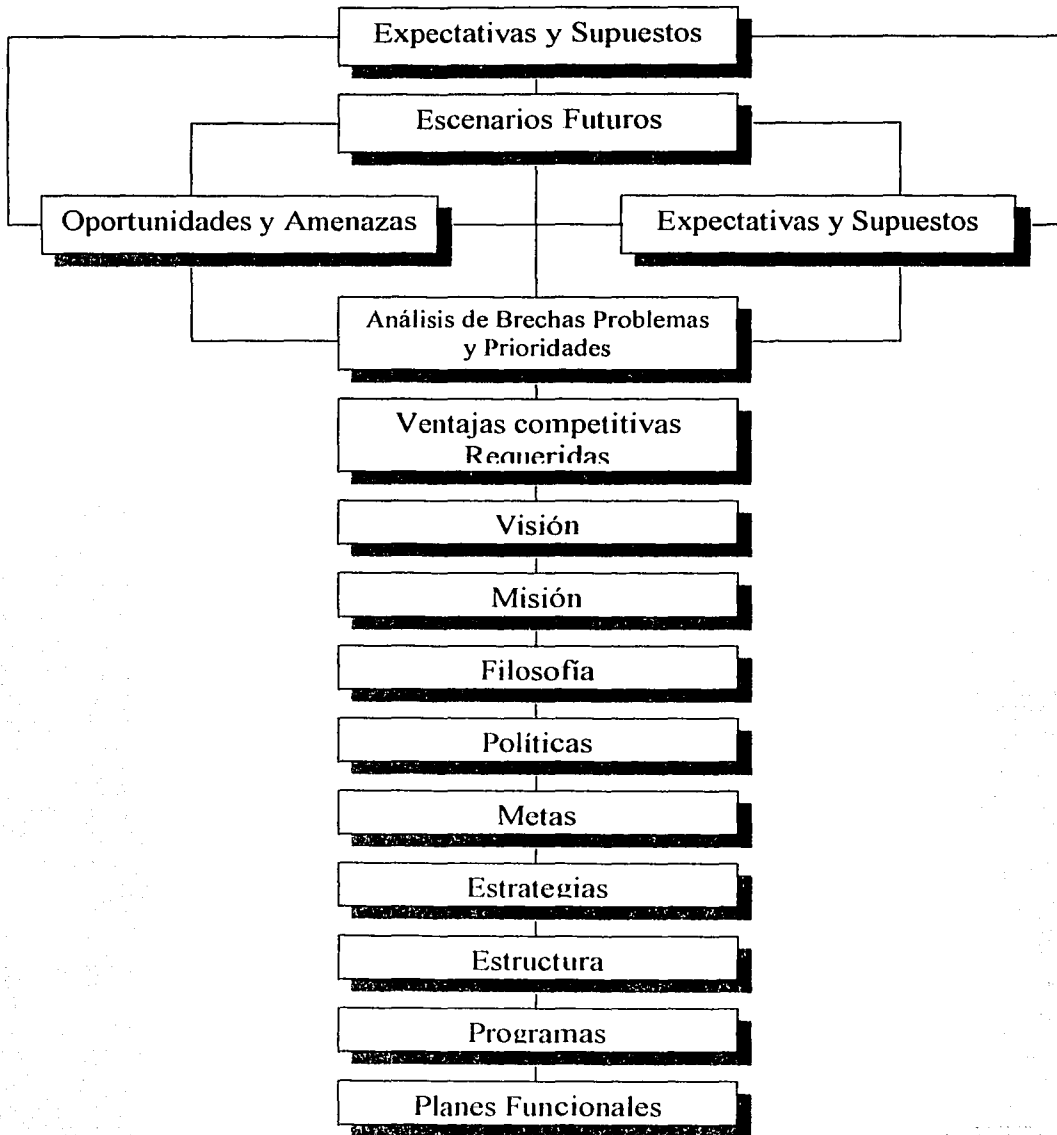 Expectativas y Supuestos
Escenarios Futuros
Oportunidades y Amenazas
Expectativas y Supuestos
Análisis de Brechas Problemas
y Prioridades
Ventajas competitivas
Requeridas
Visión
Misión
Filosofía
Políticas
Metas
Estrategias
Estructura
Programas
Planes Funcionales